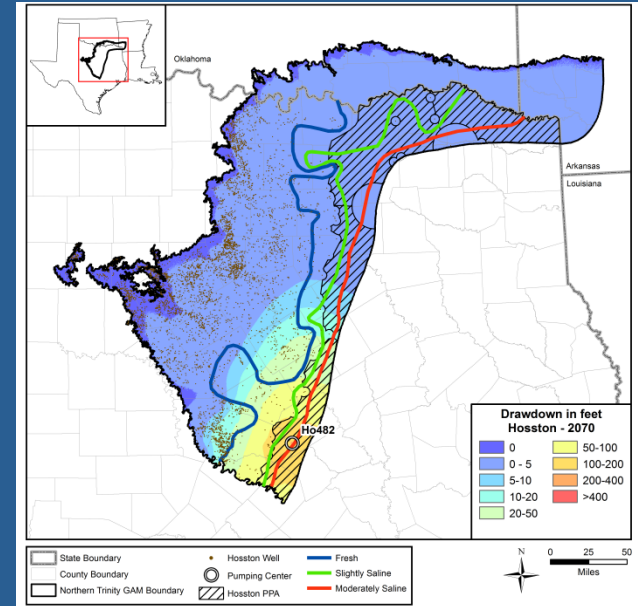 Oklahoma
Arkansas
Louisiana
Ho482
Drawdown in feet
Hosston - 2070
0
0 - 5
5-10
10-20
20-50
50-100
100-200
200-400
>400
State Boundary
County Boundary
Northern Trinity GAM Boundary
Hosston Well
Pumping Center
Hosston PPA
Fresh
Slightly Saline
Moderately Saline
N
0 25 50
Miles